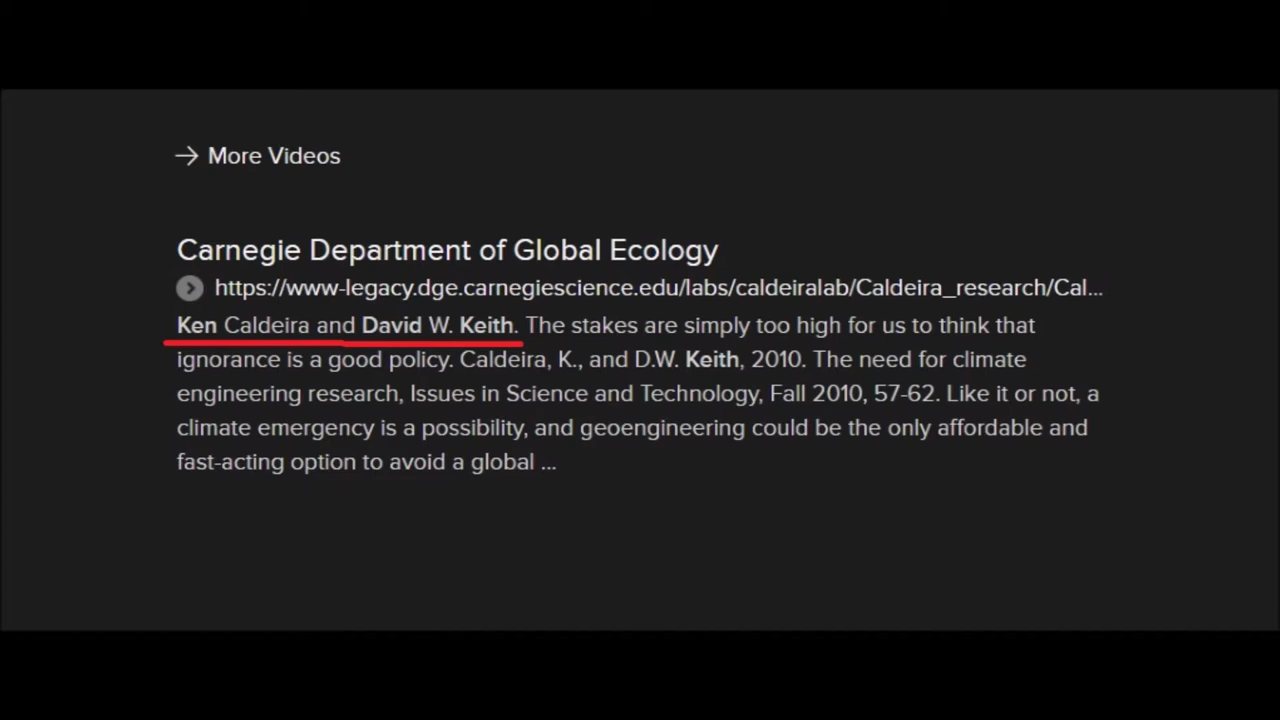 → More Videos
Carnegie Department of Global Ecology
https://www-legacy.dge.carnegiescience.edu/labs/caldeiralab/Caldeira_research/Cal...
Ken Caldeira and David W. Keith. The stakes are simply too high for us to think that
ignorance is a good policy. Caldeira, K., and D.W. Keith, 2010. The need for climate
engineering research, Issues in Science and Technology, Fall 2010, 57-62. Like it or not, a
climate emergency is a possibility, and geoengineering could be the only affordable and
fast-acting option to avoid a global ...